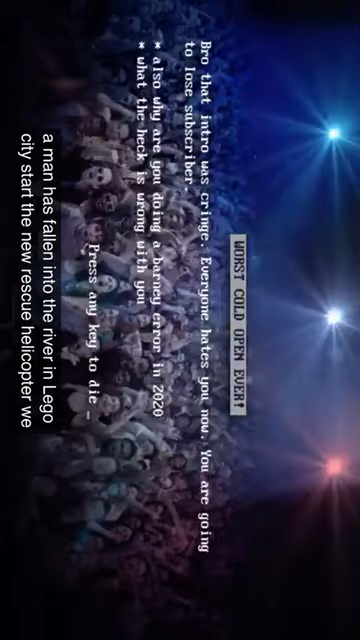 WORST COLD OPEN EVER!
Bro that intro was cringe. Everyone hates you now. You are going
to lose subscriber.
* also why are you doing a barney error in 2020
* what the heck is wrong with you
Press any key to die _
a man has fallen into the river in Lego
city start the new rescue helicopter we